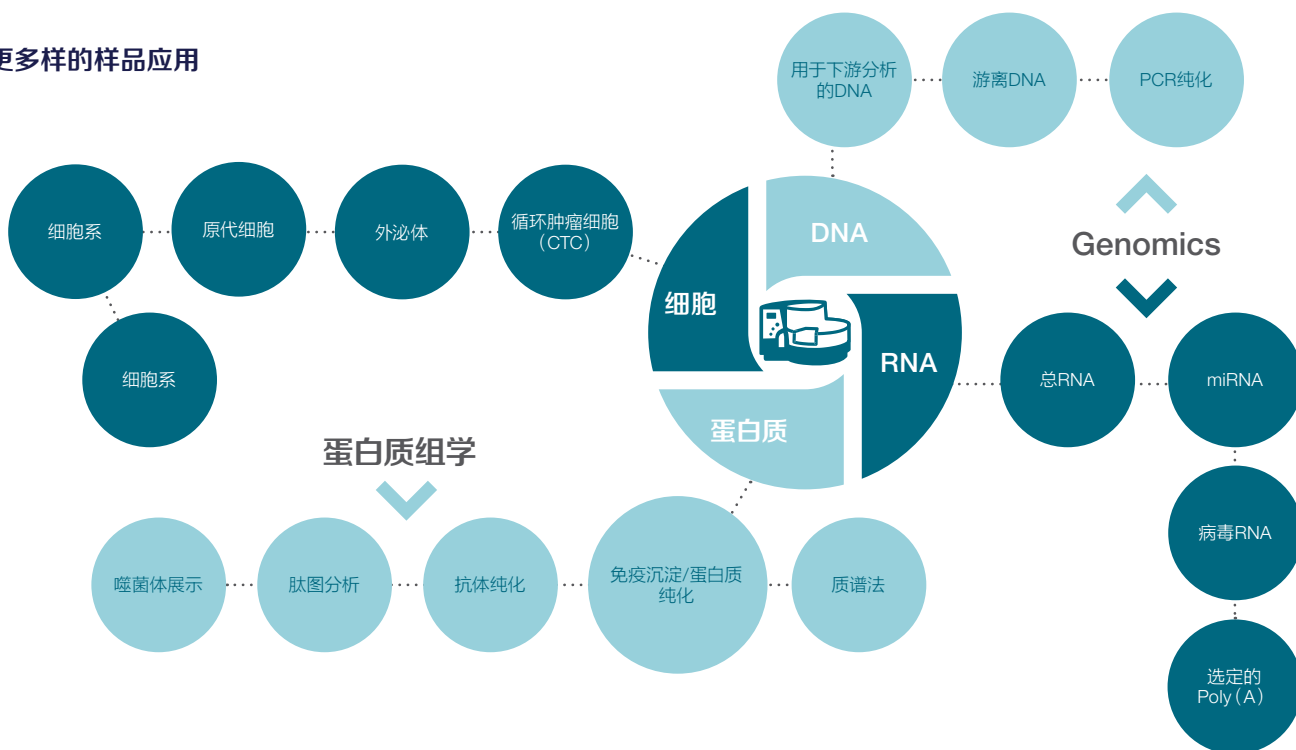 更多样的样品应用
用于下游分析
的DNA
游离DNA
PCR纯化
细胞系
原代细胞
外泌体
循环肿瘤细胞
（CTC）
细胞系
DNA
细胞
RNA
蛋白质
Genomics
总RNA
miRNA
病毒RNA
选定的
Poly（A）
蛋白质组学
噬菌体展示
肽图分析
抗体纯化
免疫沉淀/蛋白质
纯化
质谱法